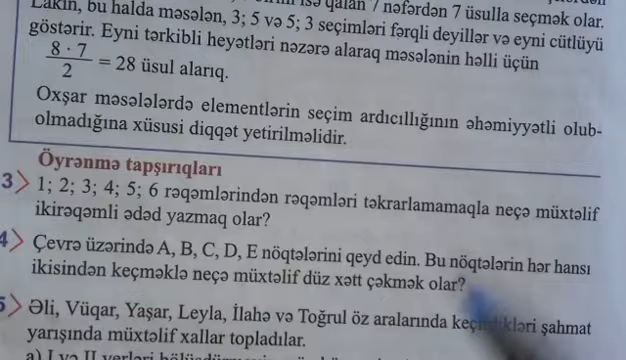 Lakin, bu halda məsələn, 3; 5 və 5; 3 seçimləri fərqli deyillər və eyni cütlüyü
isə qalan 7 nəfərdən 7 üsulla seçmək olar.
göstərir. Eyni tərkibli heyətləri nəzərə alaraq məsələnin həlli üçün
8 · 7
2
= 28 üsul alarıq.
Oxşar məsələlərdə elementlərin seçim ardıcıllığının əhəmiyyətli olub-
olmadığına xüsusi diqqət yetirilməlidir.
Öyrənmə tapşırıqları
3 1; 2; 3; 4; 5; 6 rəqəmlərindən rəqəmləri təkrarlamamaqla neçə müxtəlif
ikirəqəmli ədəd yazmaq olar?
4 Çevrə üzərində A, B, C, D, E nöqtələrini qeyd edin. Bu nöqtələrin hər hansı
ikisindən keçməklə neçə müxtəlif düz xətt çəkmək olar?
5 Əli, Vüqar, Yaşar, Leyla, İlahə və Toğrul öz aralarında şahmat
yarışında müxtəlif xallar topladılar.
a) I və II yerləri